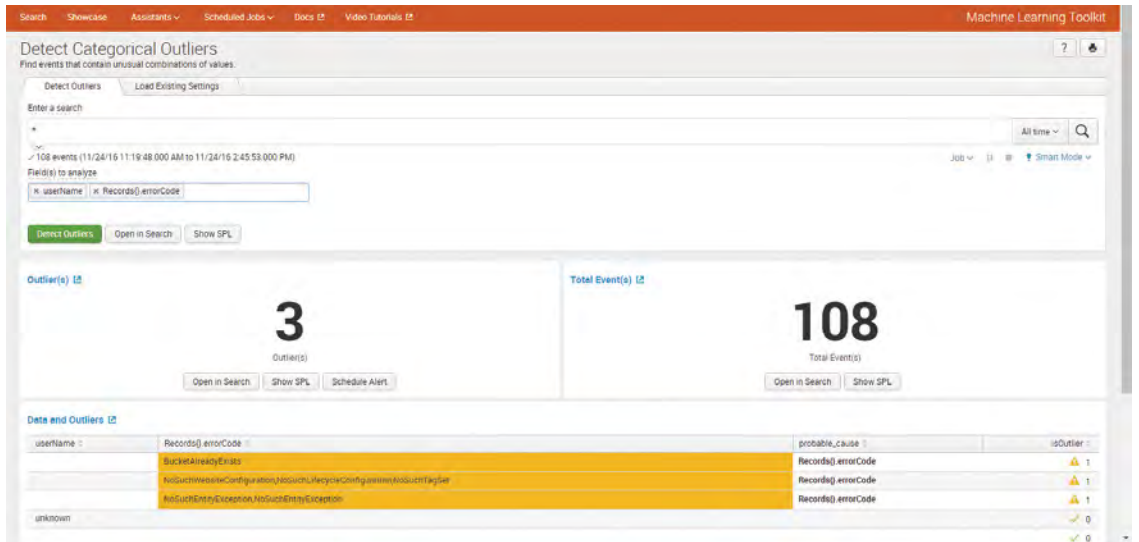 Search Showcase Assistants Scheduled Jobs Docs Video Tutorials Machine Learning Toolkit
Detect Categorical Outliers ?
Find events that contain unusual combinations of values.
Detect Outliers Load Existing Settings
Enter a search
* All time
✓ 108 events (11/24/16 11:19:48.000 AM to 11/24/16 2:45:53.000 PM) Job Smart Mode
Field(s) to analyze
× userName × Records{}.errorCode
Detect Outliers Open in Search Show SPL
Outlier(s) Total Event(s)
3 108
Outlier(s) Total Event(s)
Open in Search Show SPL Schedule Alert Open in Search Show SPL
Data and Outliers
userName Records{}.errorCode probable_cause isOutlier
BucketAlreadyExists Records{}.errorCode 1
NoSuchWebsiteConfiguration,NoSuchLifecycleConfiguration,NoSuchTagSet Records{}.errorCode 1
NoSuchEntityException,NoSuchEntityException Records{}.errorCode 1
unknown 0
0